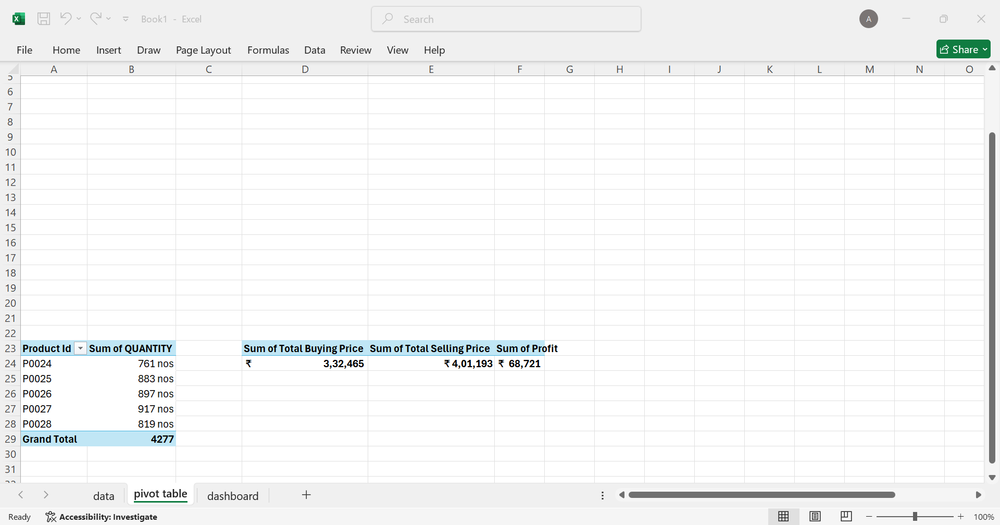 Book1 - Excel
Search
A
File Home Insert Draw Page Layout Formulas Data Review View Help
Share
A B C D E F G H I J K L M N O
5
6
7
8
9
10
11
12
13
14
15
16
17
18
19
20
21
22
23 Product Id Sum of QUANTITY Sum of Total Buying Price Sum of Total Selling Price Sum of Profit
24 P0024 761 nos ₹ 3,32,465 ₹ 4,01,193 ₹ 68,721
25 P0025 883 nos
26 P0026 897 nos
27 P0027 917 nos
28 P0028 819 nos
29 Grand Total 4277
30
31
32
data pivot table dashboard
Ready Accessibility: Investigate 100%